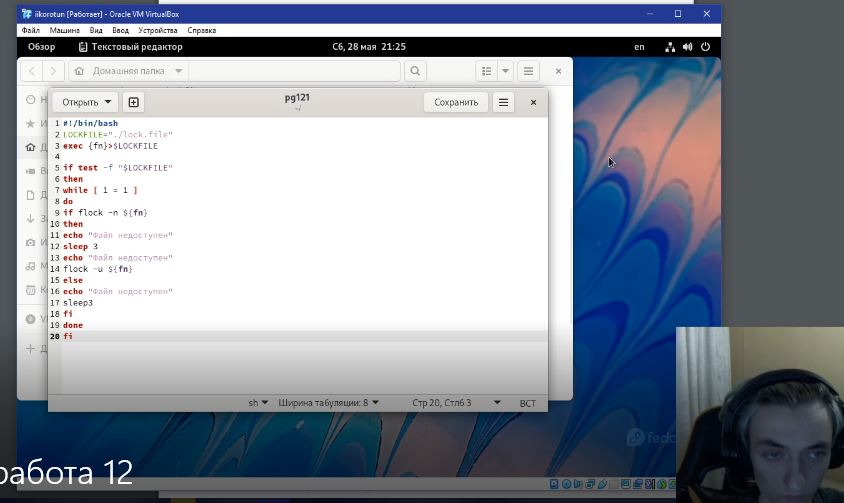 iikorotun [Работает] - Oracle VM VirtualBox
Файл Машина Вид Ввод Устройства Справка
Обзор Текстовый редактор Сб, 28 мая 21:25 en
Домашняя папка
Открыть pg121 Сохранить
~/
1 #!/bin/bash
2 LOCKFILE="./lock.file"
3 exec {fn}>$LOCKFILE
4
5 if test -f "$LOCKFILE"
6 then
7 while [ 1 = 1 ]
8 do
9 if flock -n ${fn}
10 then
11 echo "Файл недоступен"
12 sleep 3
13 echo "Файл недоступен"
14 flock -u ${fn}
15 else
16 echo "Файл недоступен"
17 sleep3
18 fi
19 done
20 fi
sh Ширина табуляции: 8 Стр 20, Стлб 3 ВСТ
работа 12